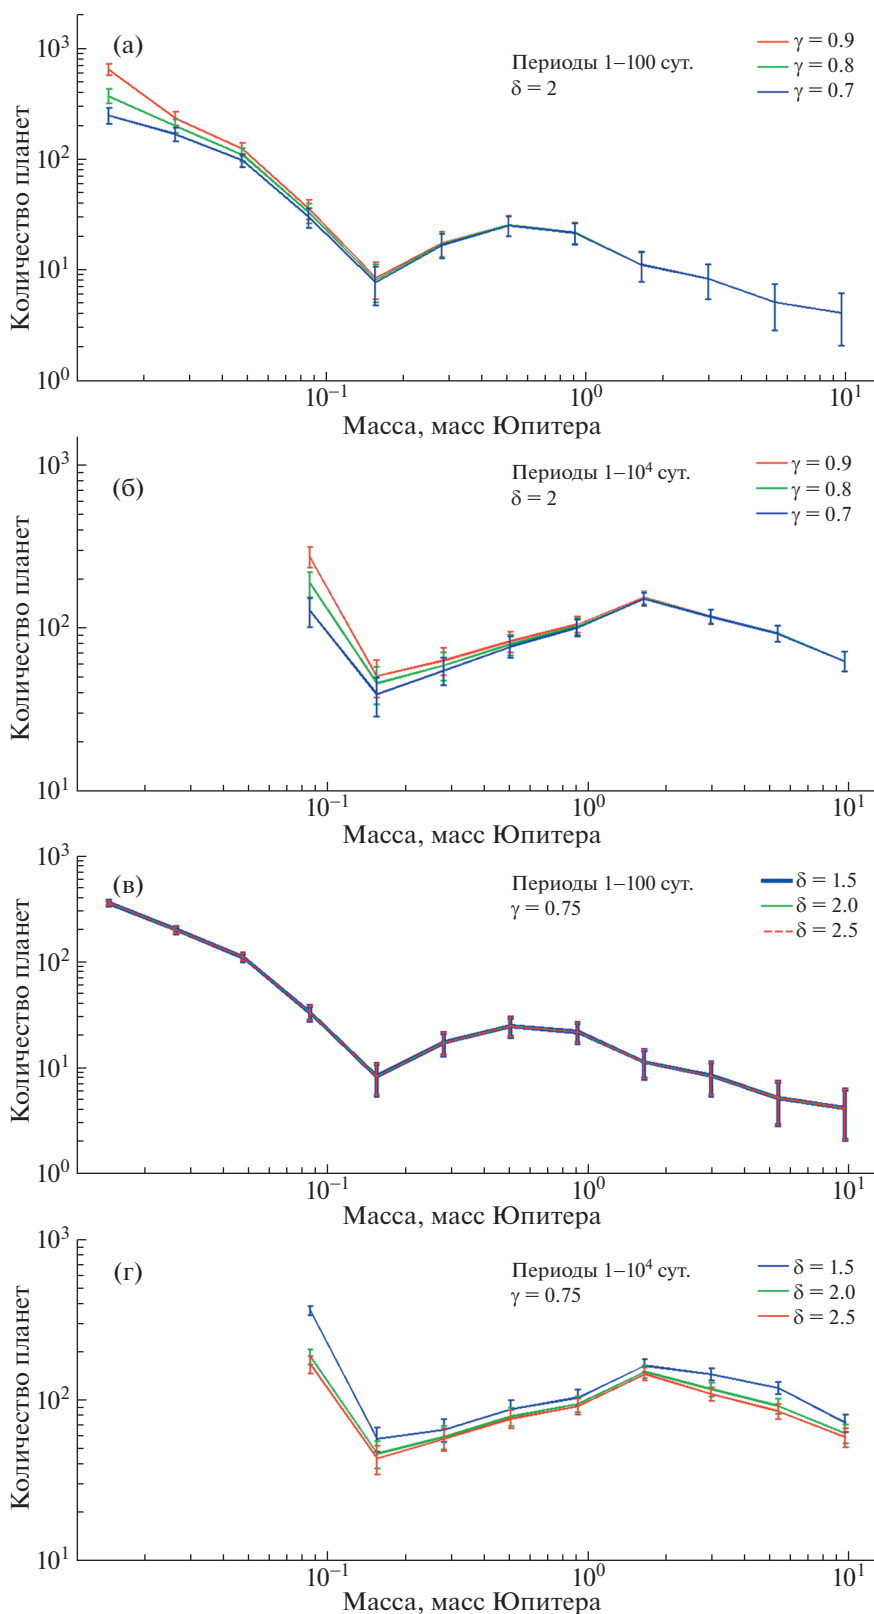 (а)
Периоды 1–100 сут.
δ = 2
γ = 0.9
γ = 0.8
γ = 0.7
Количество планет
10³
10²
10¹
10⁰
10⁻¹
10⁰
10¹
Масса, масс Юпитера
(б)
Периоды 1–10⁴ сут.
δ = 2
γ = 0.9
γ = 0.8
γ = 0.7
Количество планет
10³
10²
10¹
10⁻¹
10⁰
10¹
Масса, масс Юпитера
(в)
Периоды 1–100 сут.
γ = 0.75
δ = 1.5
δ = 2.0
δ = 2.5
Количество планет
10³
10²
10¹
10⁰
10⁻¹
10⁰
10¹
Масса, масс Юпитера
(г)
Периоды 1–10⁴ сут.
γ = 0.75
δ = 1.5
δ = 2.0
δ = 2.5
Количество планет
10³
10²
10¹
10⁻¹
10⁰
10¹
Масса, масс Юпитера